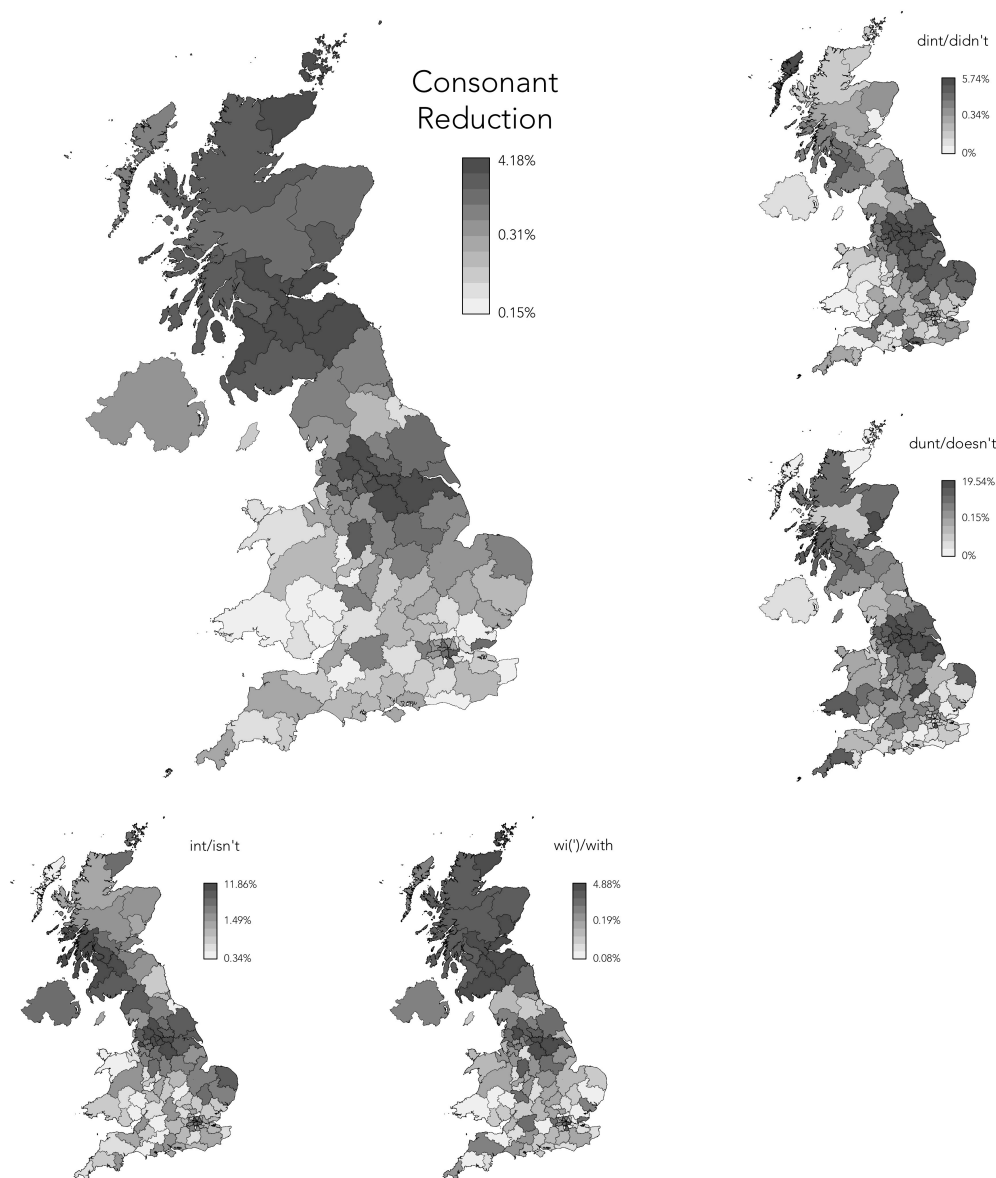 Consonant
Reduction
4.18%
0.31%
0.15%
dint/didn't
5.74%
0.34%
0%
dunt/doesn't
19.54%
0.15%
0%
int/isn't
11.86%
1.49%
0.34%
wi(')/with
4.88%
0.19%
0.08%